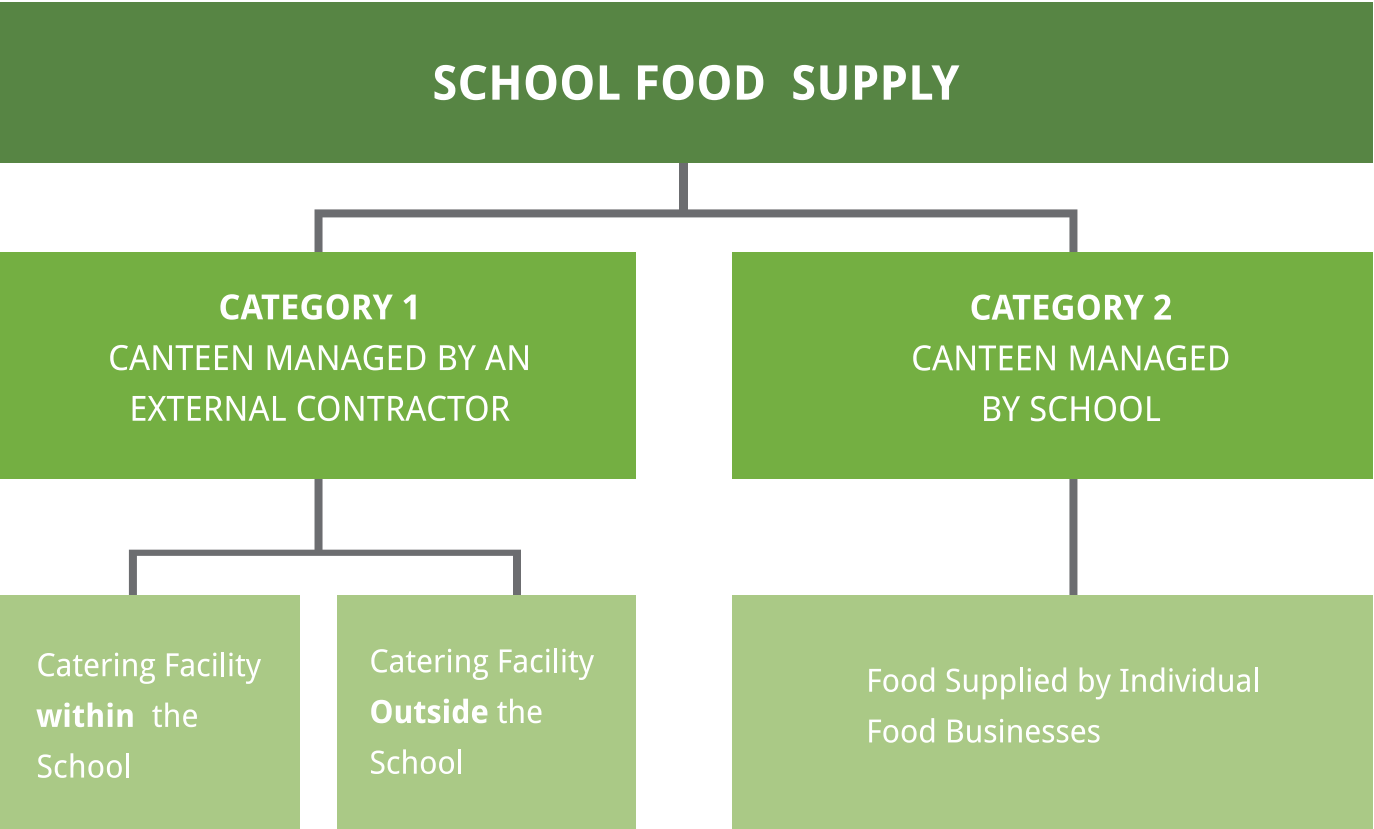 SCHOOL FOOD SUPPLY
CATEGORY 1
CANTEEN MANAGED BY AN
EXTERNAL CONTRACTOR
CATEGORY 2
CANTEEN MANAGED
BY SCHOOL
Catering Facility
within the
School
Catering Facility
Outside the
School
Food Supplied by Individual
Food Businesses